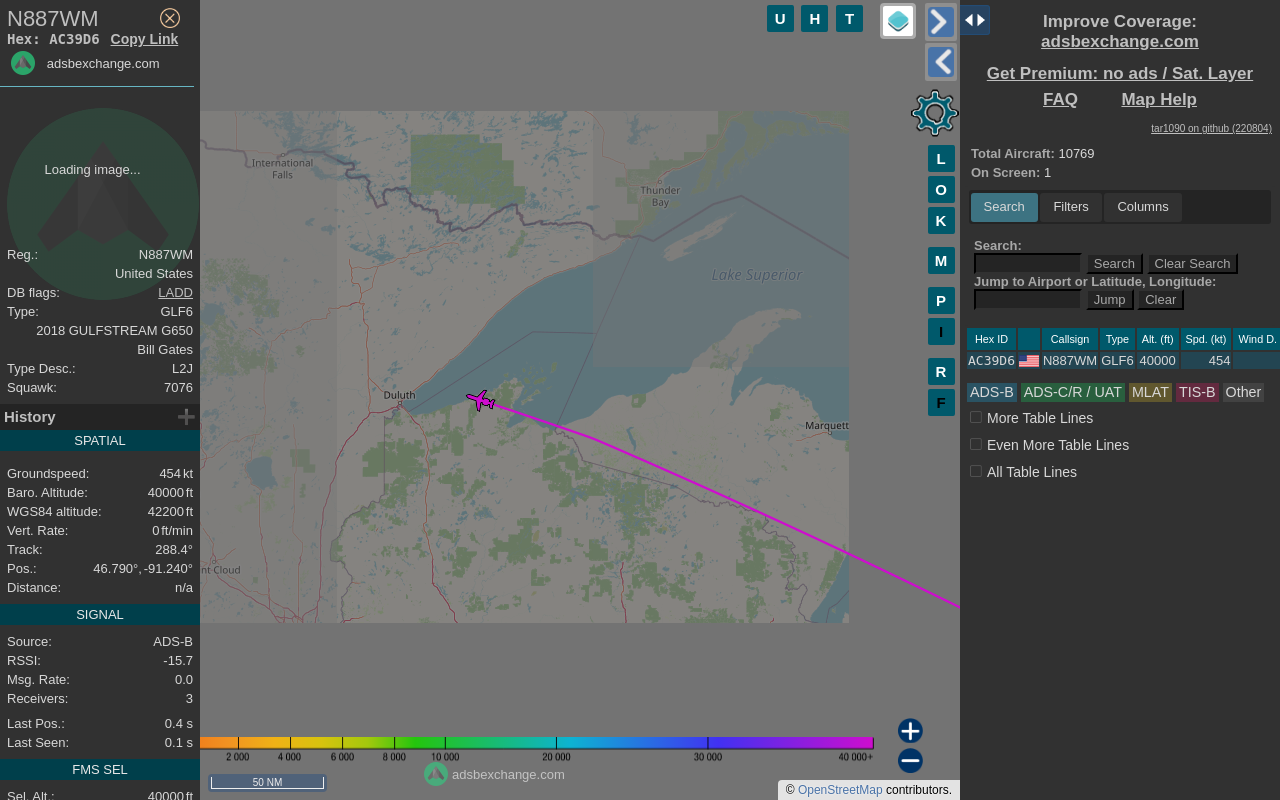 N887WM
Hex: AC39D6 Copy Link
adsbexchange.com
Loading image...
Reg.: N887WM
United States
DB flags: LADD
Type: GLF6
2018 GULFSTREAM G650
Bill Gates
Type Desc.: L2J
Squawk: 7076
History
SPATIAL
Groundspeed: 454 kt
Baro. Altitude: 40000 ft
WGS84 altitude: 42200 ft
Vert. Rate: 0 ft/min
Track: 288.4°
Pos.: 46.790°, -91.240°
Distance: n/a
SIGNAL
Source: ADS-B
RSSI: -15.7
Msg. Rate: 0.0
Receivers: 3
Last Pos.: 0.4 s
Last Seen: 0.1 s
FMS SEL
Sel. Alt.: 40000 ft
U H T
International
Falls
Thunder
Bay
Lake Superior
Duluth
Marquett
nt Cloud
L
O
K
M
P
I
R
F
2 000 4 000 6 000 8 000 10 000 20 000 30 000 40 000+
adsbexchange.com
50 NM
© OpenStreetMap contributors.
Improve Coverage:
adsbexchange.com
Get Premium: no ads / Sat. Layer
FAQ Map Help
tar1090 on github (220804)
Total Aircraft: 10769
On Screen: 1
Search Filters Columns
Search:
Search Clear Search
Jump to Airport or Latitude, Longitude:
Jump Clear
Hex ID Callsign Type Alt. (ft) Spd. (kt) Wind D.
AC39D6 N887WM GLF6 40000 454
ADS-B ADS-C/R / UAT MLAT TIS-B Other
More Table Lines
Even More Table Lines
All Table Lines